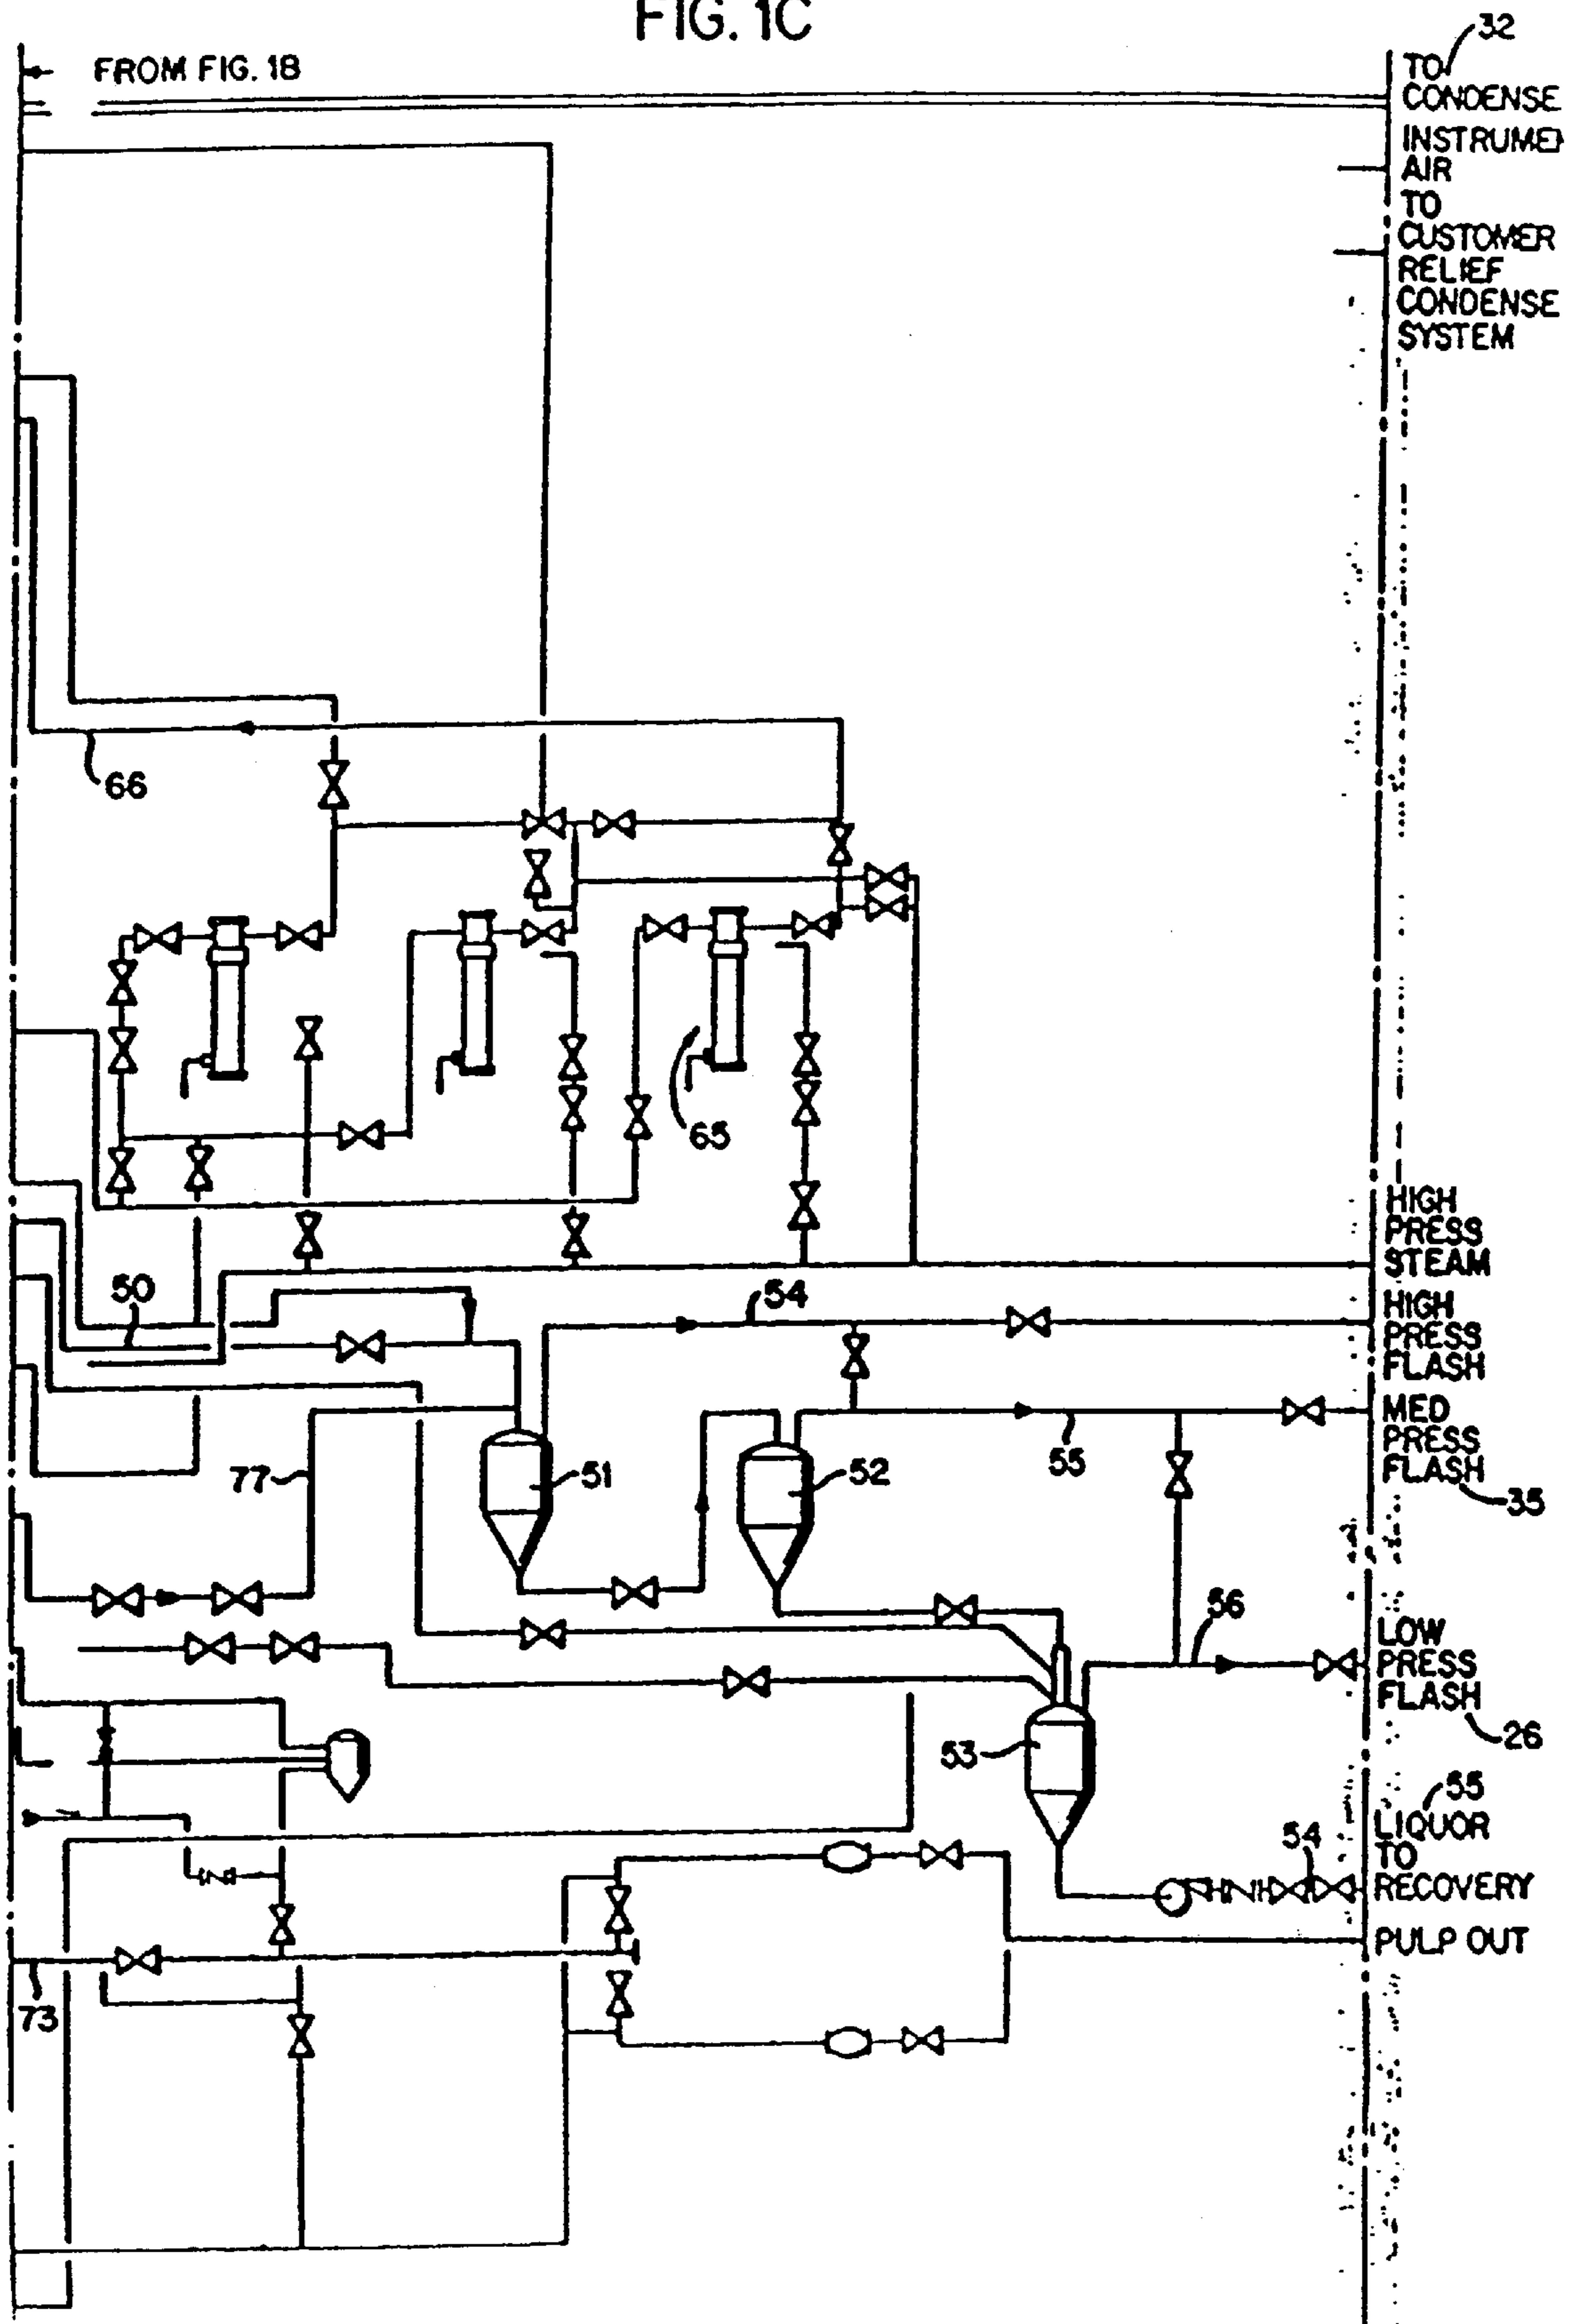 FIG. 1C
32
FROM FIG. 1B
TO
CONDENSE
INSTRUMEN
AIR
TO
CUSTOMER
RELIEF
CONDENSE
SYSTEM
66
65
HIGH
PRESS
STEAM
50
54
HIGH
PRESS
FLASH
MED
PRESS
FLASH
55
77
51
52
35
56
LOW
PRESS
FLASH
26
53
55
LIQUOR
54
TO
RECOVERY
PULP OUT
73